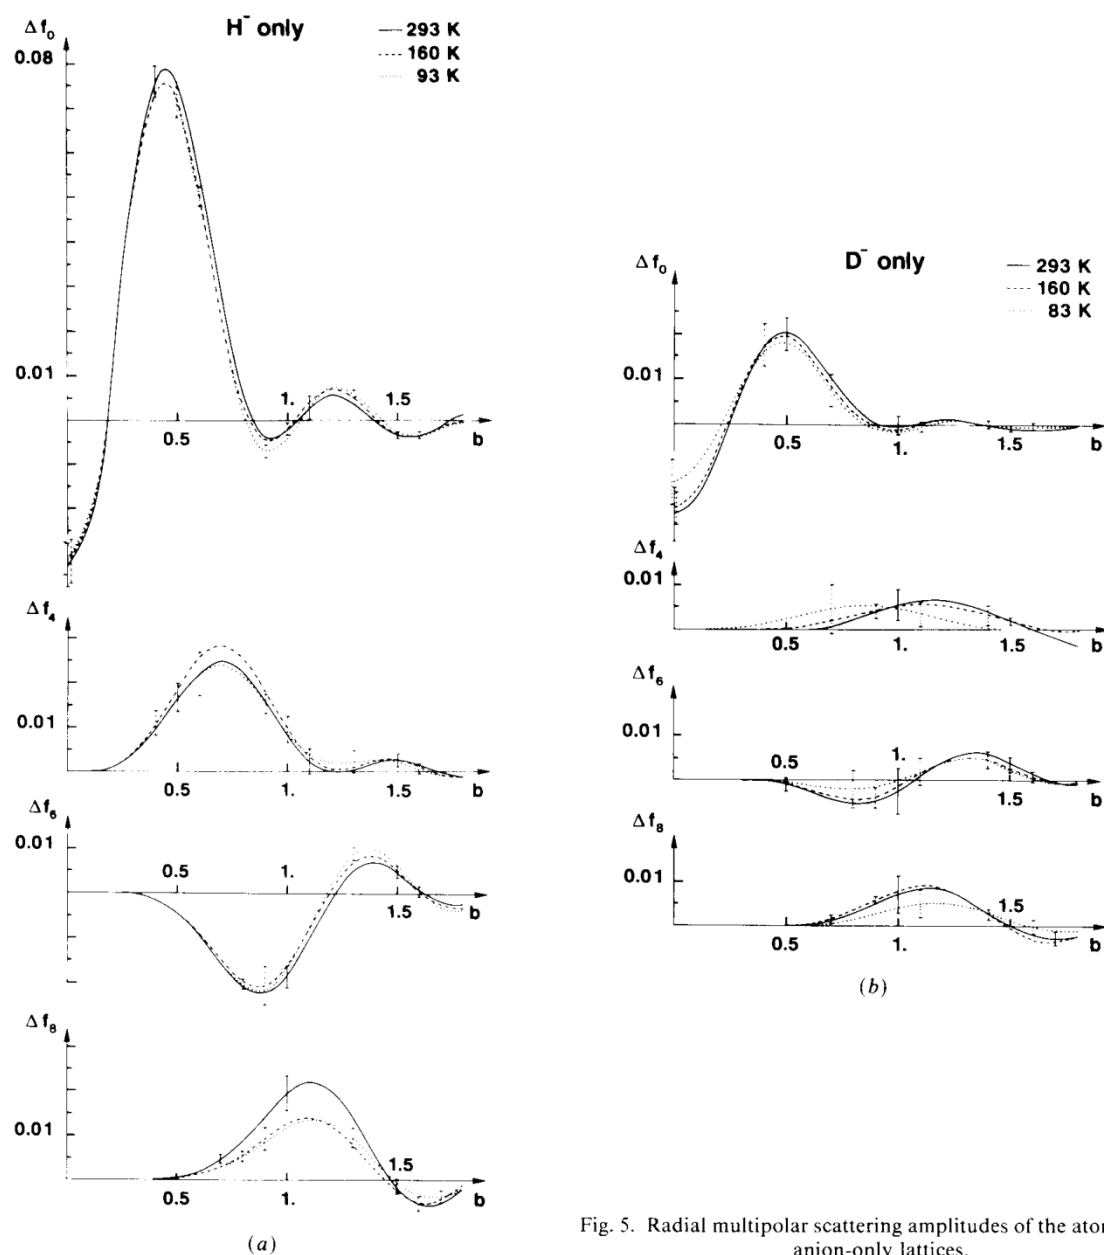 H⁻ only
Δf₀
— 293 K
---- 160 K
······ 93 K
0.08
0.01
0.5
1.
1.5
b
Δf₄
0.01
0.5
1.
1.5
b
Δf₆
0.01
0.5
1.
1.5
b
Δf₈
0.01
0.5
1.
1.5
b
(a)
D⁻ only
Δf₀
— 293 K
---- 160 K
······ 83 K
0.01
0.5
1.
1.5
b
Δf₄
0.01
0.5
1.
1.5
b
Δf₆
0.01
0.5
1.
1.5
b
Δf₈
0.01
0.5
1.
1.5
b
(b)
Fig. 5. Radial multipolar scattering amplitudes of the ato
anion-only lattices.